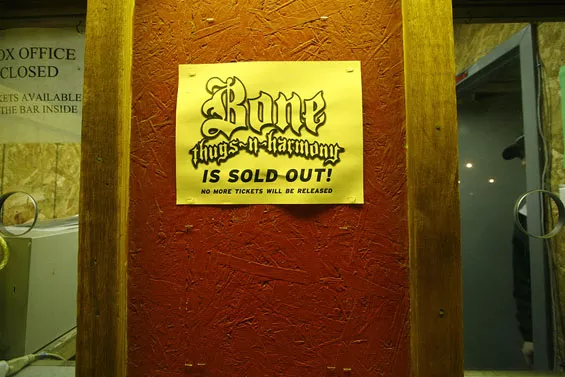 OX OFFICE
CLOSED
KETS AVAILABLE
THE BAR INSIDE
Bone
thugs~n~harmony
IS SOLD OUT!
NO MORE TICKETS WILL BE RELEASED